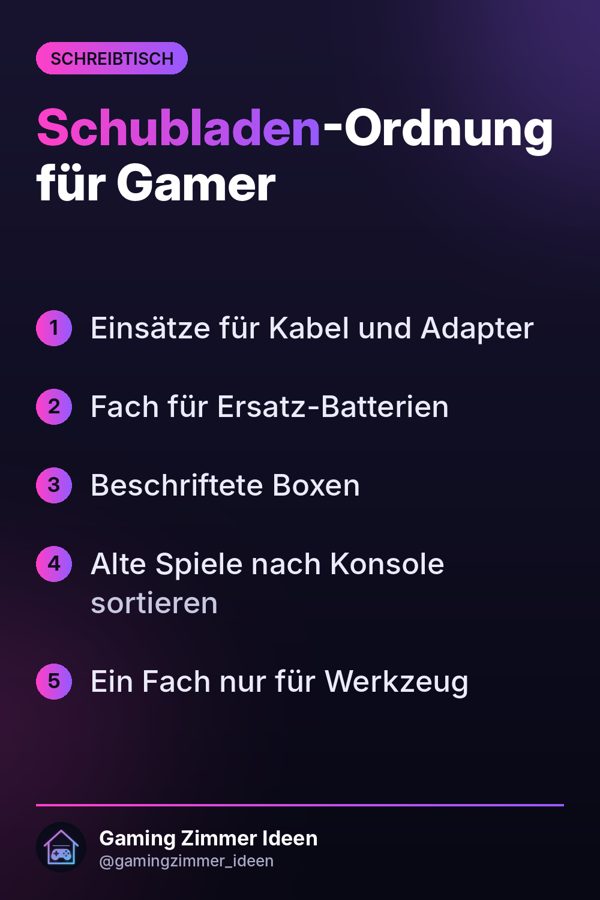 SCHREIBTISCH
Schubladen-Ordnung
für Gamer
1 Einsätze für Kabel und Adapter
2 Fach für Ersatz-Batterien
3 Beschriftete Boxen
4 Alte Spiele nach Konsole
sortieren
5 Ein Fach nur für Werkzeug
Gaming Zimmer Ideen
@gamingzimmer_ideen